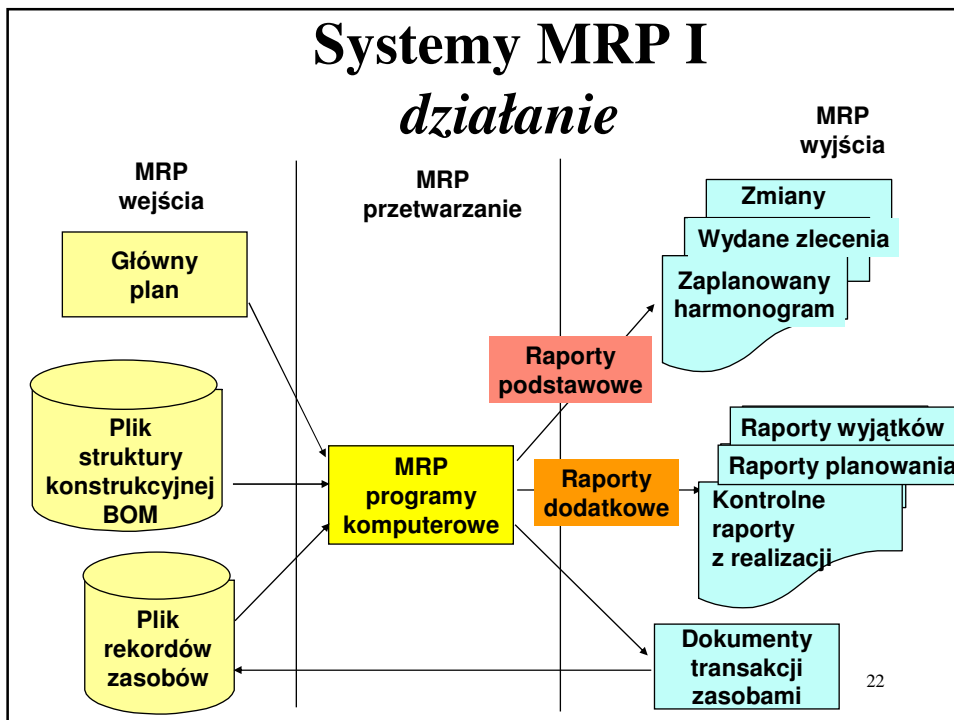 Systemy MRP I
działanie
MRP
wejścia
MRP
przetwarzanie
MRP
wyjścia
Główny
plan
Plik
struktury
konstrukcyjnej
BOM
Plik
rekordów
zasobów
MRP
programy
komputerowe
Raporty
podstawowe
Raporty
dodatkowe
Zmiany
Wydane zlecenia
Zaplanowany
harmonogram
Raporty wyjątków
Raporty planowania
Kontrolne
raporty
z realizacji
Dokumenty
transakcji
zasobami
22